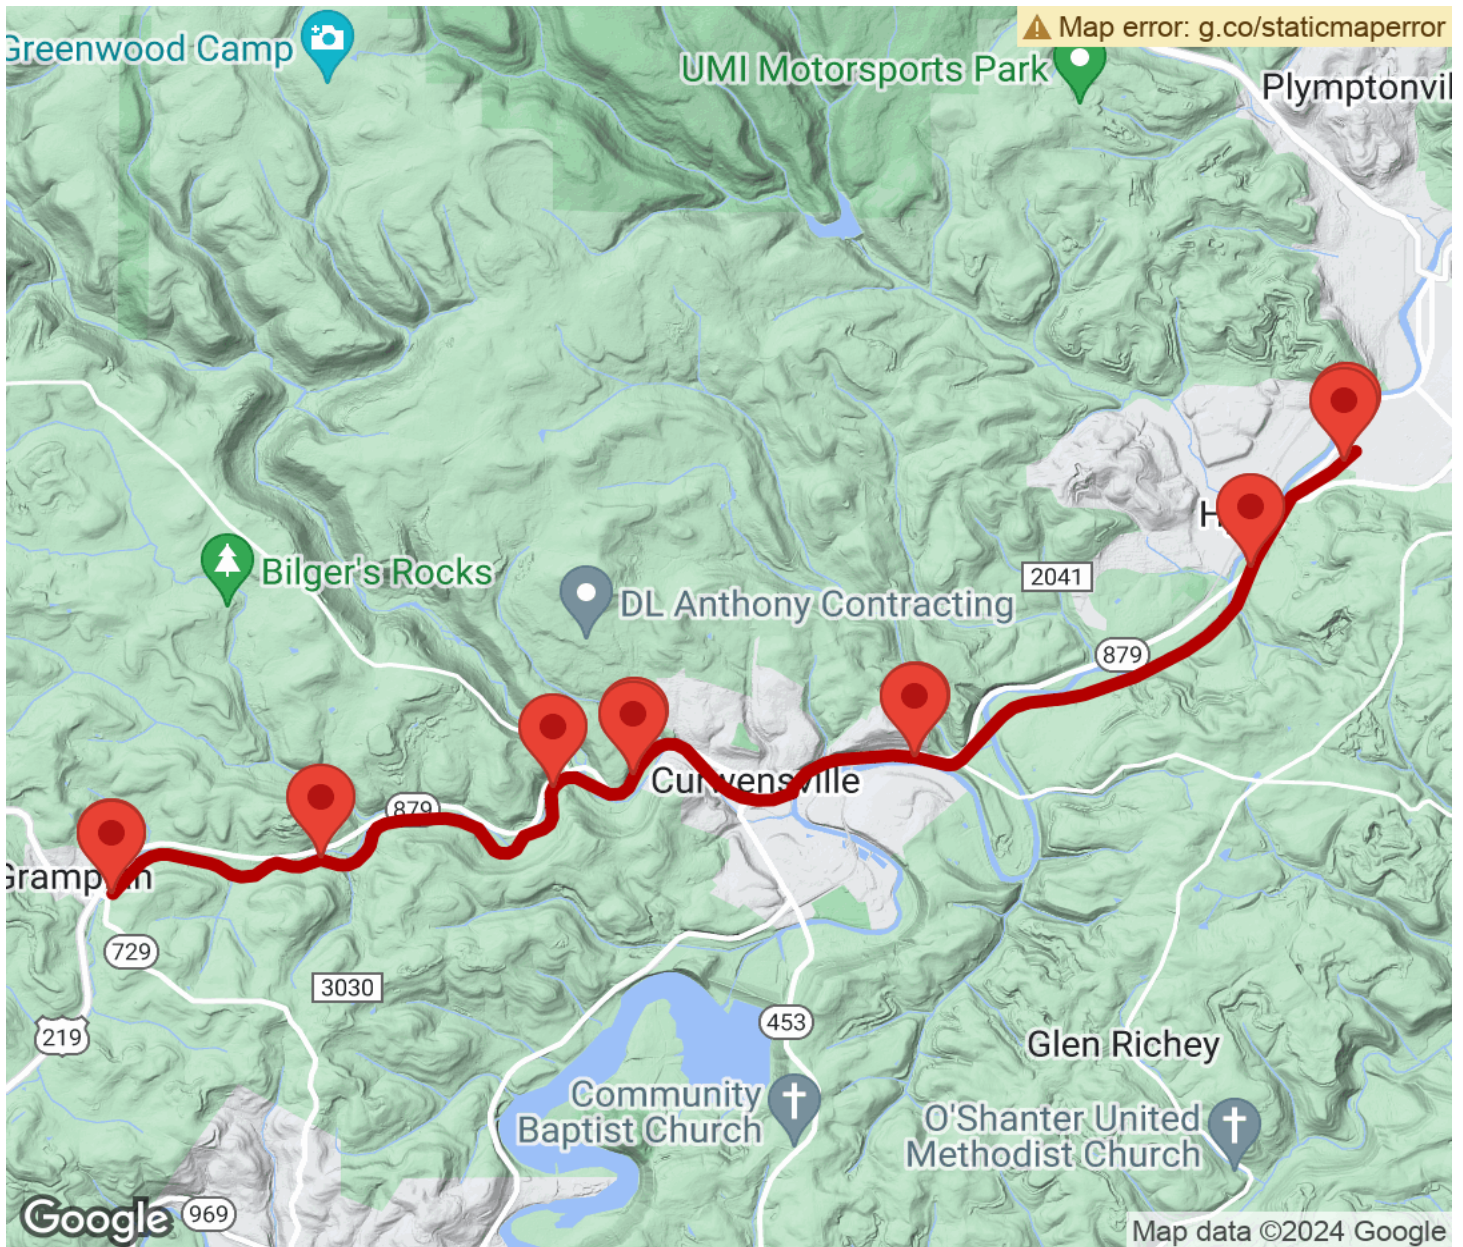 Greenwood Camp
Map error: g.co/staticmaperror
UMI Motorsports Park
Plymptonvil
2041
Bilger's Rocks
DL Anthony Contracting
879
Curwensville
879
729
3030
219
453
Glen Richey
Community
Baptist Church
O'Shanter United
Methodist Church
969
Google
Map data ©2024 Google